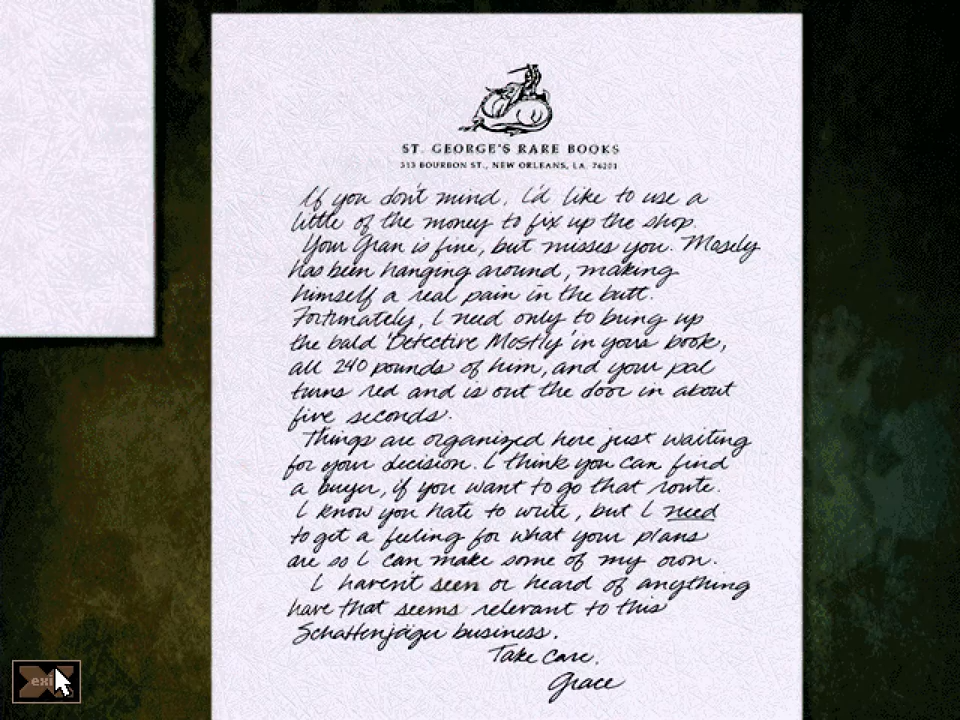 ST. GEORGE'S RARE BOOKS
313 BOURBON ST., NEW ORLEANS, LA. 76201
If you don't mind, I'd like to use a
little of the money to fix up the shop.
Your Gran is fine, but misses you. Mosely
has been hanging around, making
himself a real pain in the butt.
Fortunately, I need only to bring up
the bald 'Detective Mostly' in your book,
all 240 pounds of him, and your pal
turns red and is out the door in about
five seconds.
Things are organized here just waiting
for your decision. I think you can find
a buyer, if you want to go that route.
I know you hate to write, but I need
to get a feeling for what your plans
are so I can make some of my own.
I haven't seen or heard of anything
have that seems relevant to this
Schattenjäger business.
Take care.
Grace
exi